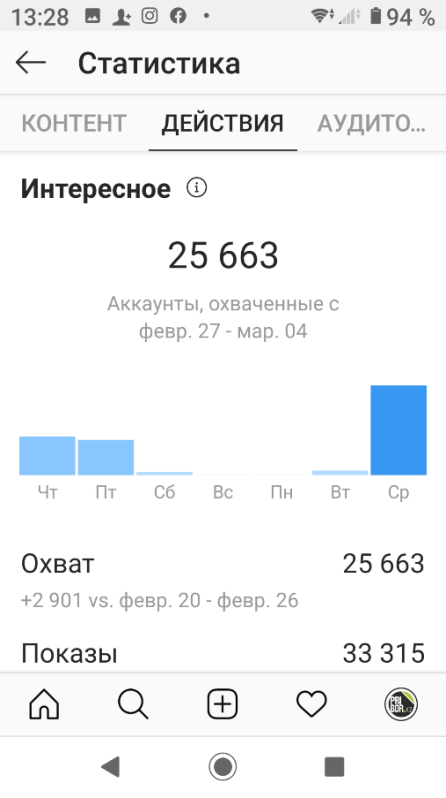 13:28 94 %
Статистика
КОНТЕНТ ДЕЙСТВИЯ АУДИТО...
Интересное
25 663
Аккаунты, охваченные с
февр. 27 - мар. 04
Чт Пт Сб Вс Пн Вт Ср
Охват 25 663
+2 901 vs. февр. 20 - февр. 26
Показы 33 315